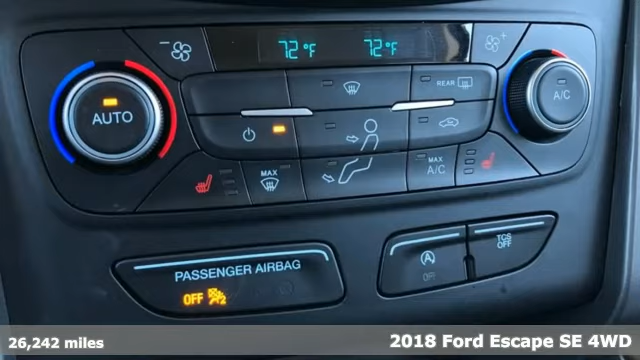 72°F 72°F
REAR
AUTO
A/C
MAX
MAX
A/C
PASSENGER AIRBAG
OFF 2
A
OFF
TCS
OFF
26,242 miles
2018 Ford Escape SE 4WD